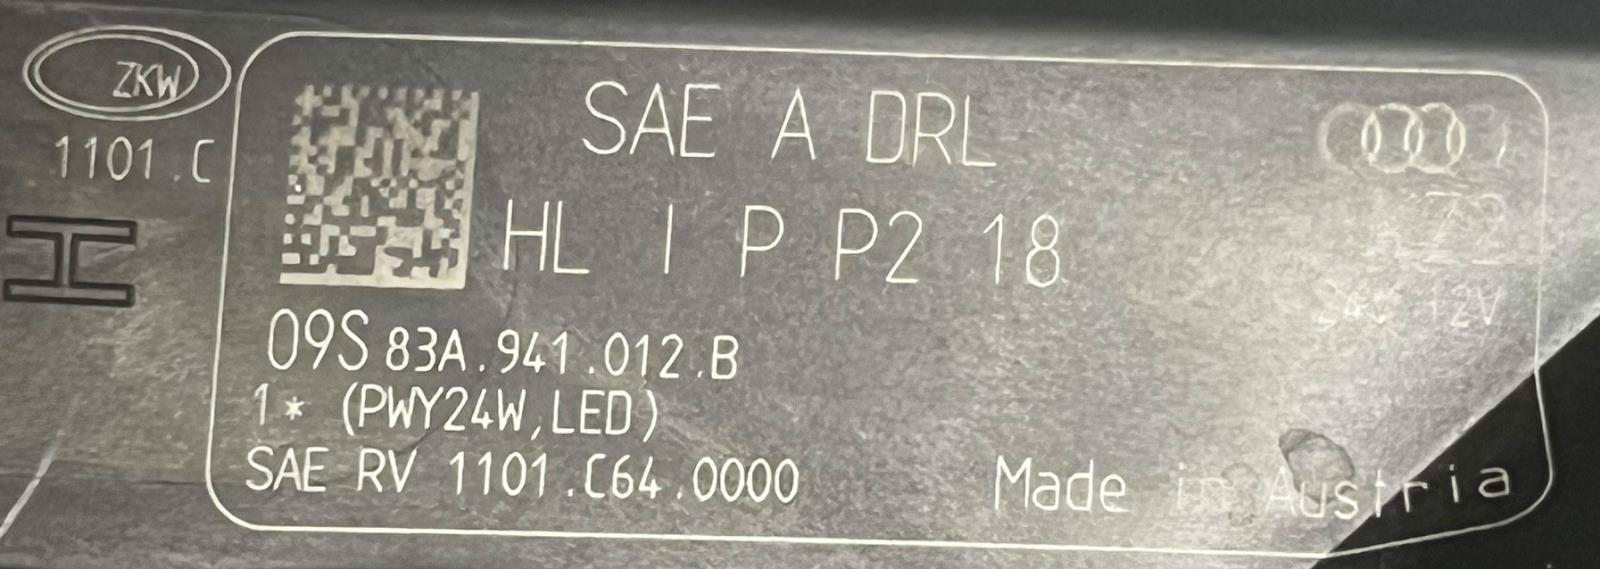 ZKW
1101.C
H
SAE A DRL
HL I P P2 18
09S 83A.941.012.B
1* (PWY24W,LED)
SAE RV 1101.C64.0000
12V
Made in Austria